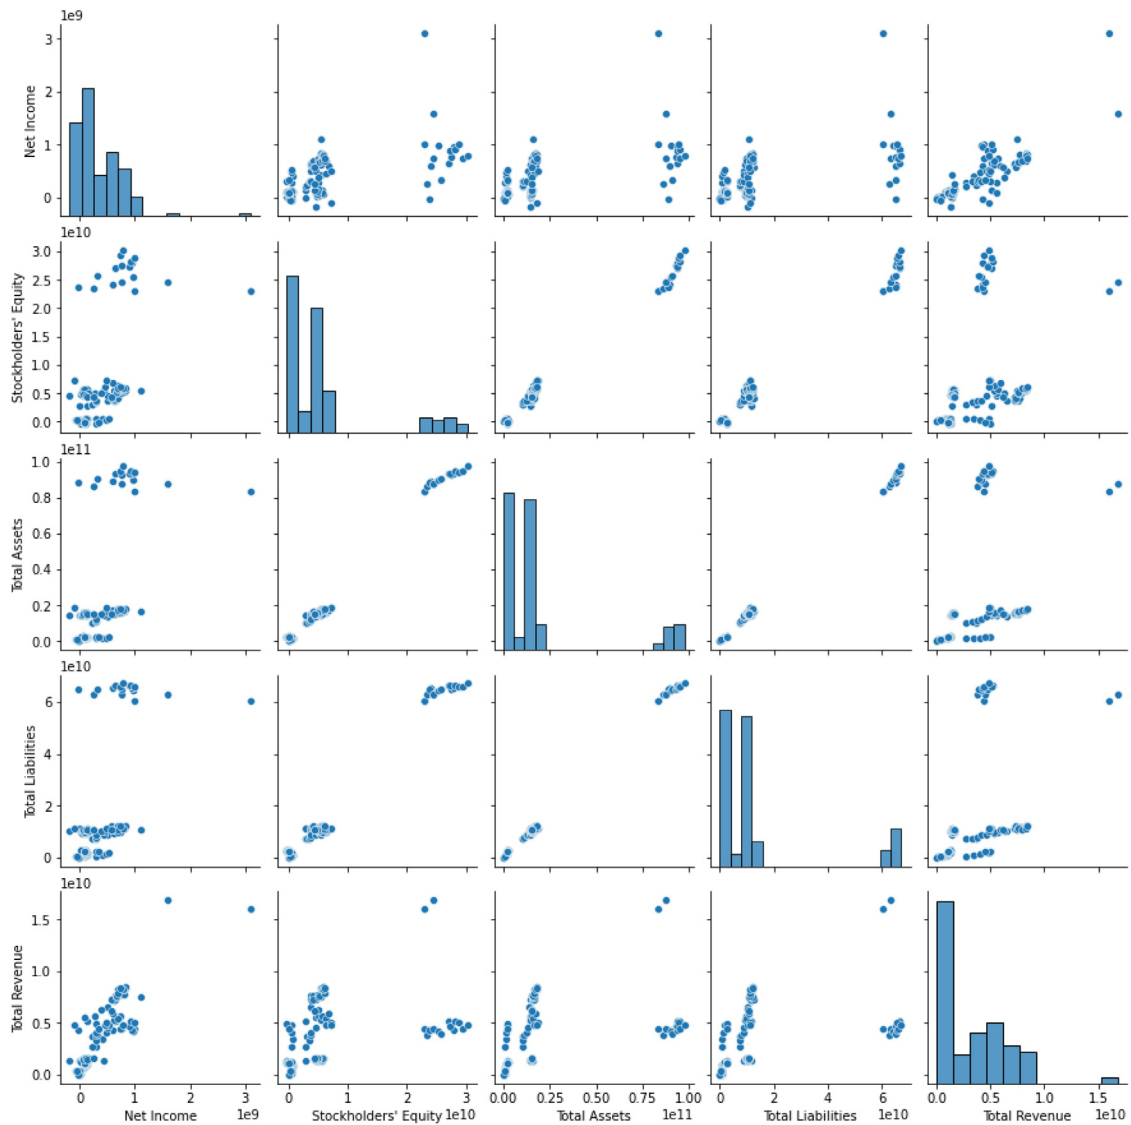 1e9
3
2
1
0
Net Income
1e10
3.0
2.5
2.0
1.5
1.0
0.5
0.0
Stockholders' Equity
1e11
1.0
0.8
0.6
0.4
0.2
0.0
Total Assets
1e10
6
4
2
0
Total Liabilities
1e10
1.5
1.0
0.5
0.0
Total Revenue
0 1 2 3
Net Income 1e9
0 1 2 3
Stockholders' Equity 1e10
0.00 0.25 0.50 0.75 1.00
Total Assets 1e11
0 2 4 6
Total Liabilities 1e10
0.0 0.5 1.0 1.5
Total Revenue 1e10